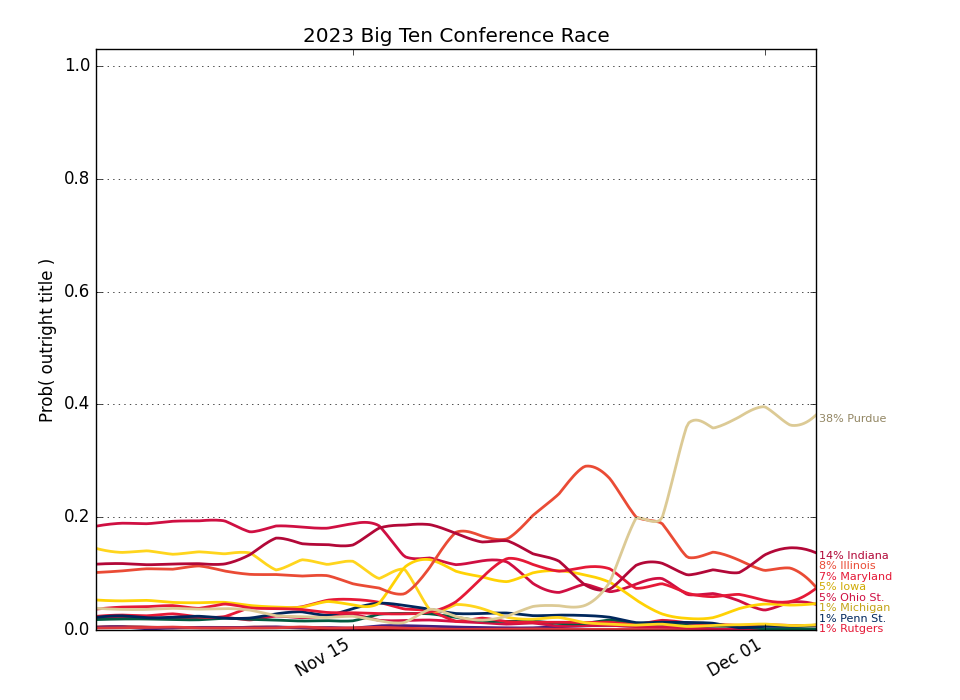 2023 Big Ten Conference Race
Prob( outright title )
1.0
0.8
0.6
0.4
0.2
0.0
Nov 15
Dec 01
38% Purdue
14% Indiana
8% Illinois
7% Maryland
5% Iowa
5% Ohio St.
1% Michigan
1% Penn St.
1% Rutgers